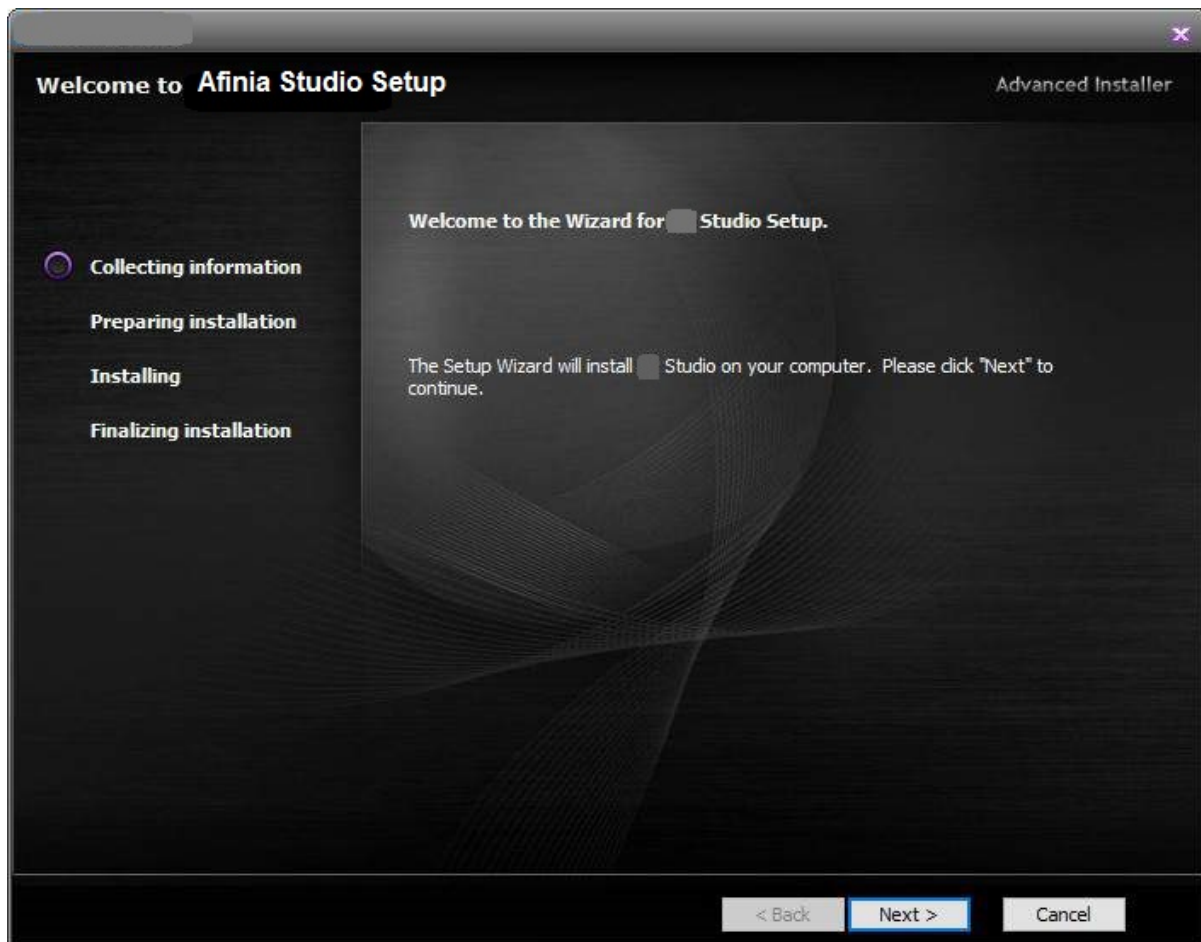 Welcome to Afinia Studio Setup
Advanced Installer
Collecting information
Preparing installation
Installing
Finalizing installation
Welcome to the Wizard for Studio Setup.
The Setup Wizard will install Studio on your computer. Please click "Next" to
continue.
< Back
Next >
Cancel